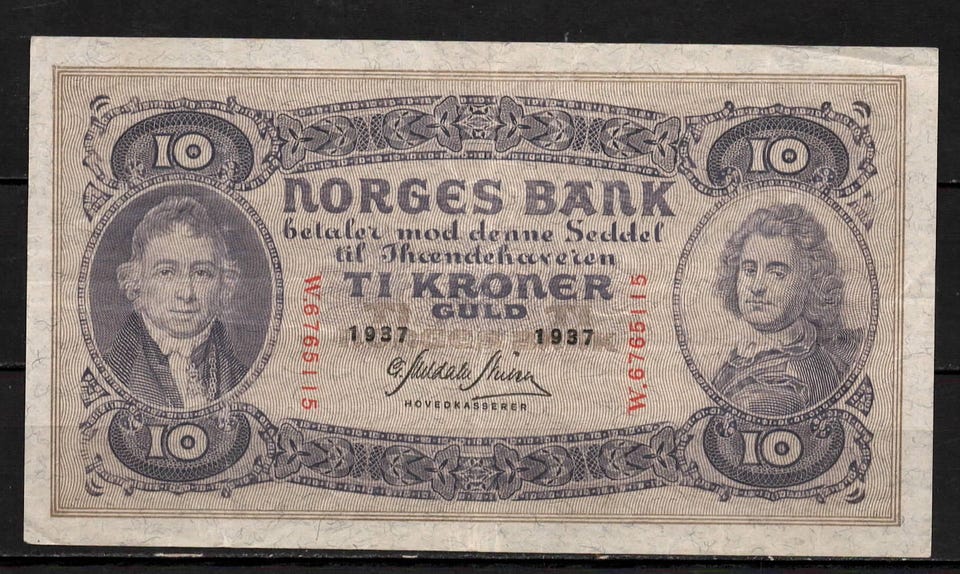 10 10
NORGES BANK
betaler mod denne Seddel
til Ihændehaveren
TI KRONER
GULD
W.6765115 W.6765115
1937 1937
HOVEDKASSERER
10 10